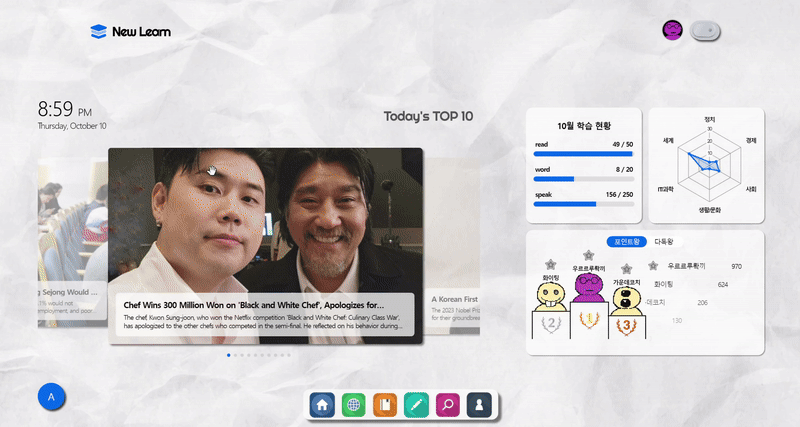 New Learn
8:59 PM
Thursday, October 10
Today's TOP 10
g Sejong Would ...
1% would not
employment, and poor...
Chef Wins 300 Million Won on 'Black and White Chef', Apologizes for...
The chef, Kwon Sung-joon, who won the Netflix competition 'Black and White Chef: Culinary Class War',
has apologized to the other chefs who competed in the semi-final. He reflected on his behavior during...
A Korean First
The 2023 Nobel Priz
for their groundbrea
10월 학습 현황
read 49 / 50
word 8 / 20
speak 156 / 250
정치
30
20
10
세계
경제
IT과학
사회
생활문화
포인트왕 다독왕
우르르루롹끼
화이팅
가운데코치
2
1
3
우르르루롹끼 970
화이팅 624
데코치 206
130
A